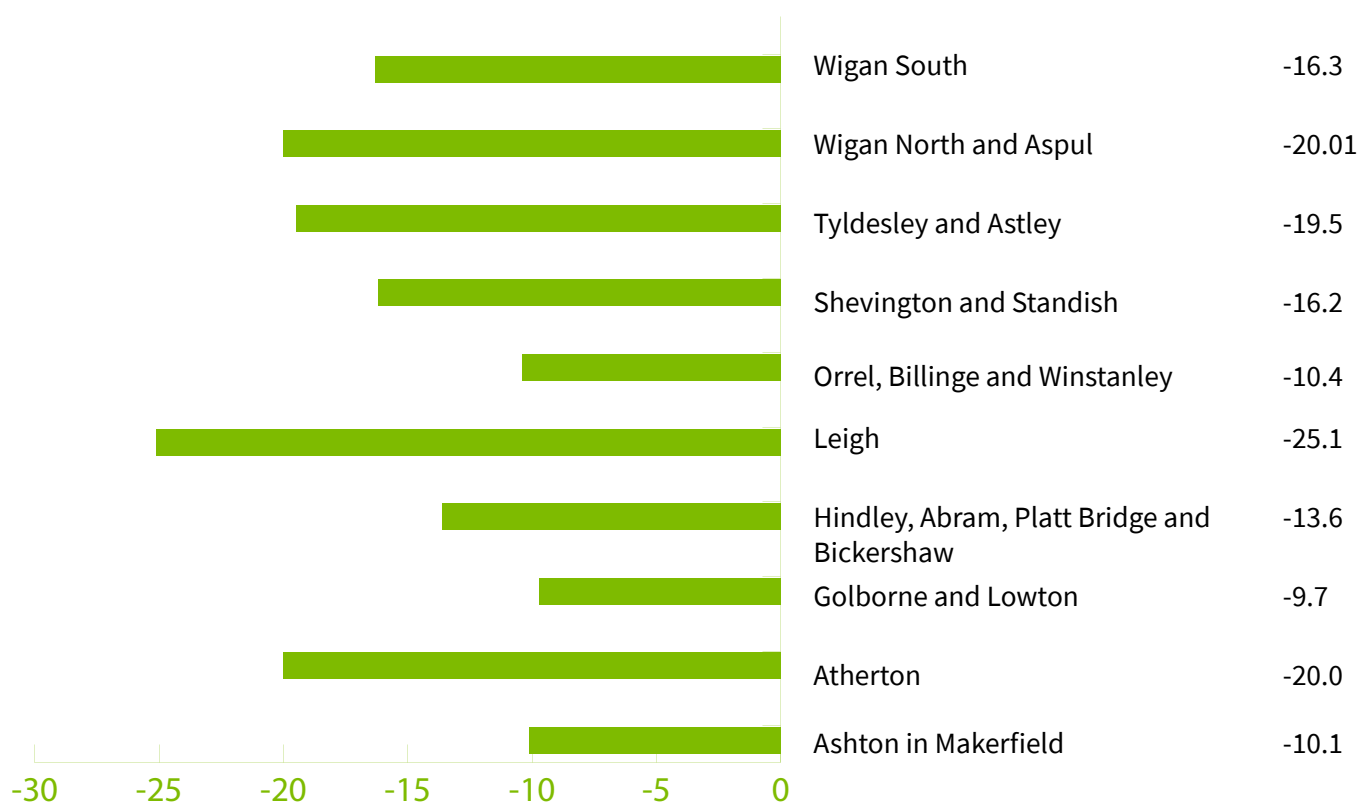 Wigan South -16.3
Wigan North and Aspul -20.01
Tyldesley and Astley -19.5
Shevington and Standish -16.2
Orrel, Billinge and Winstanley -10.4
Leigh -25.1
Hindley, Abram, Platt Bridge and -13.6
Bickershaw
Golborne and Lowton -9.7
Atherton -20.0
Ashton in Makerfield -10.1
-30 -25 -20 -15 -10 -5 0